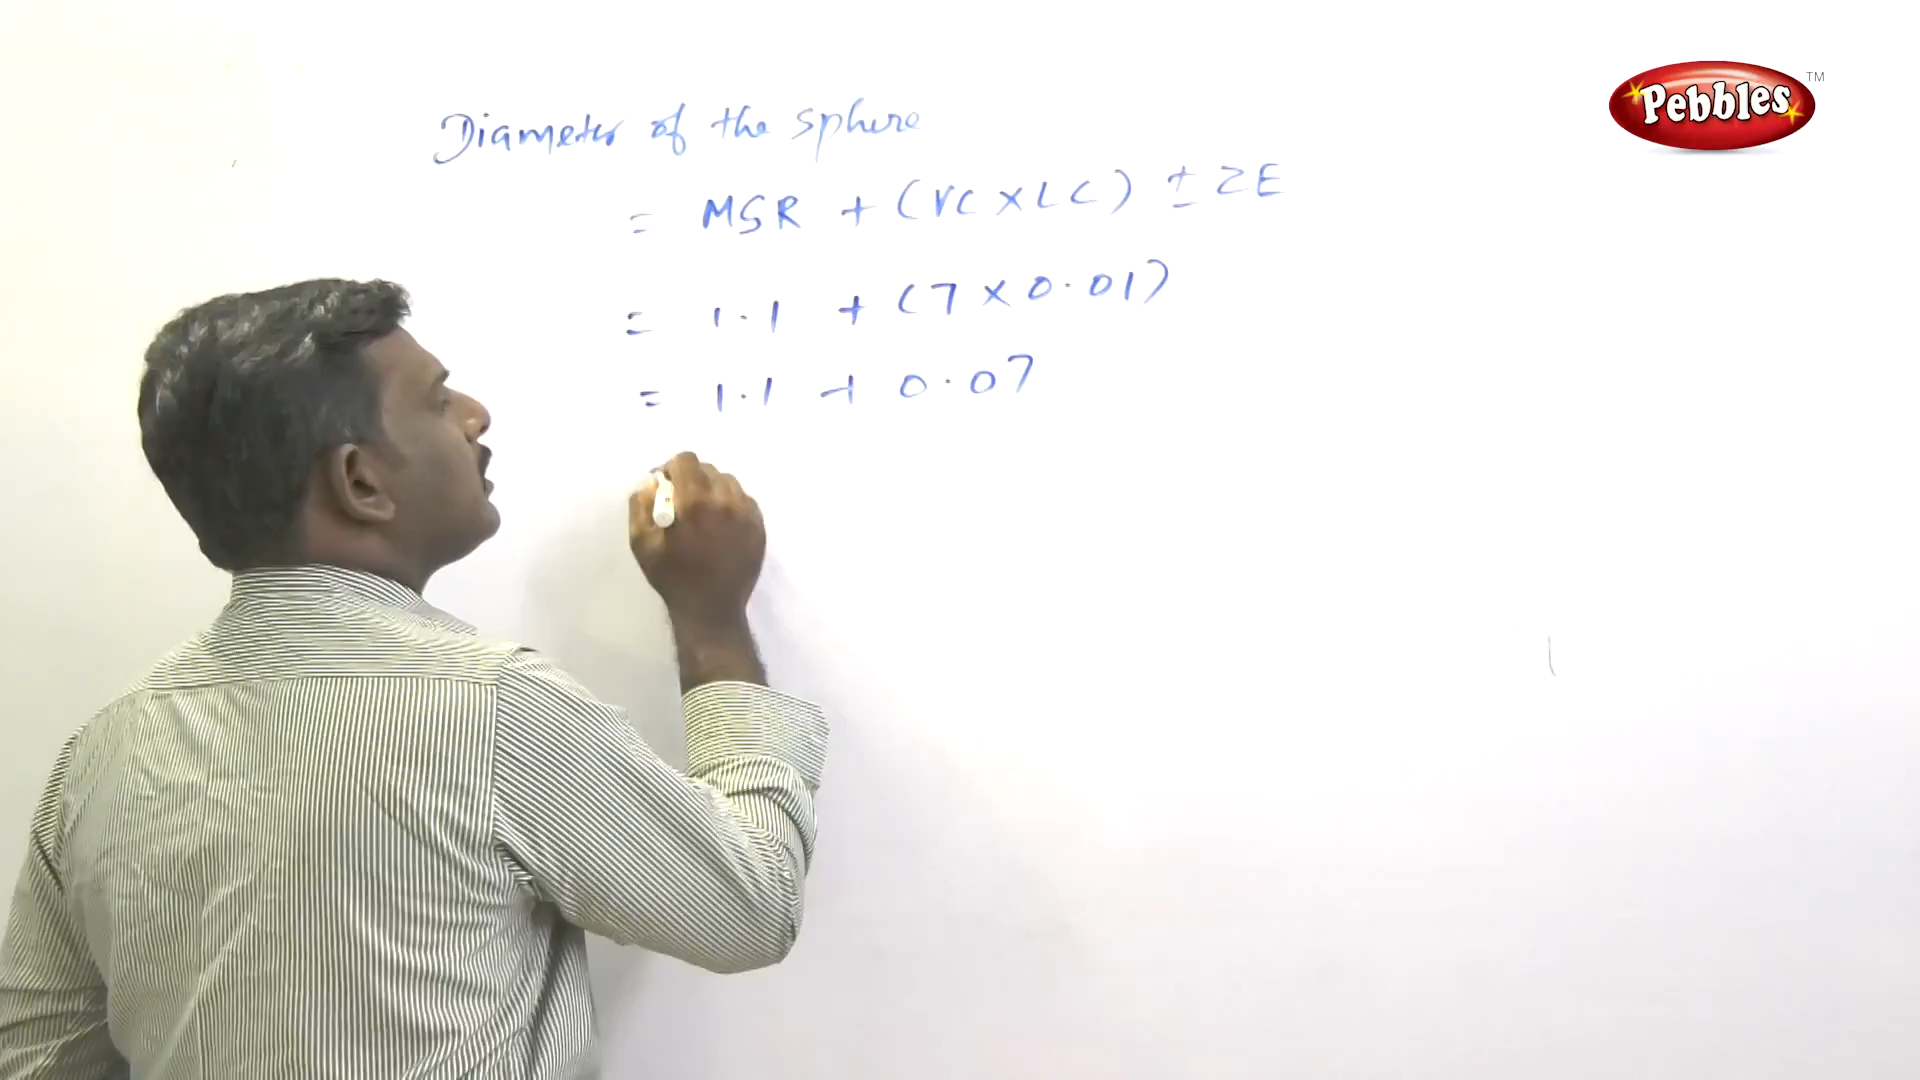 Diameter of the sphere
= MSR + (VC × LC) ± ZE
= 1.1 + (7 × 0.01)
= 1.1 + 0.07
Pebbles TM